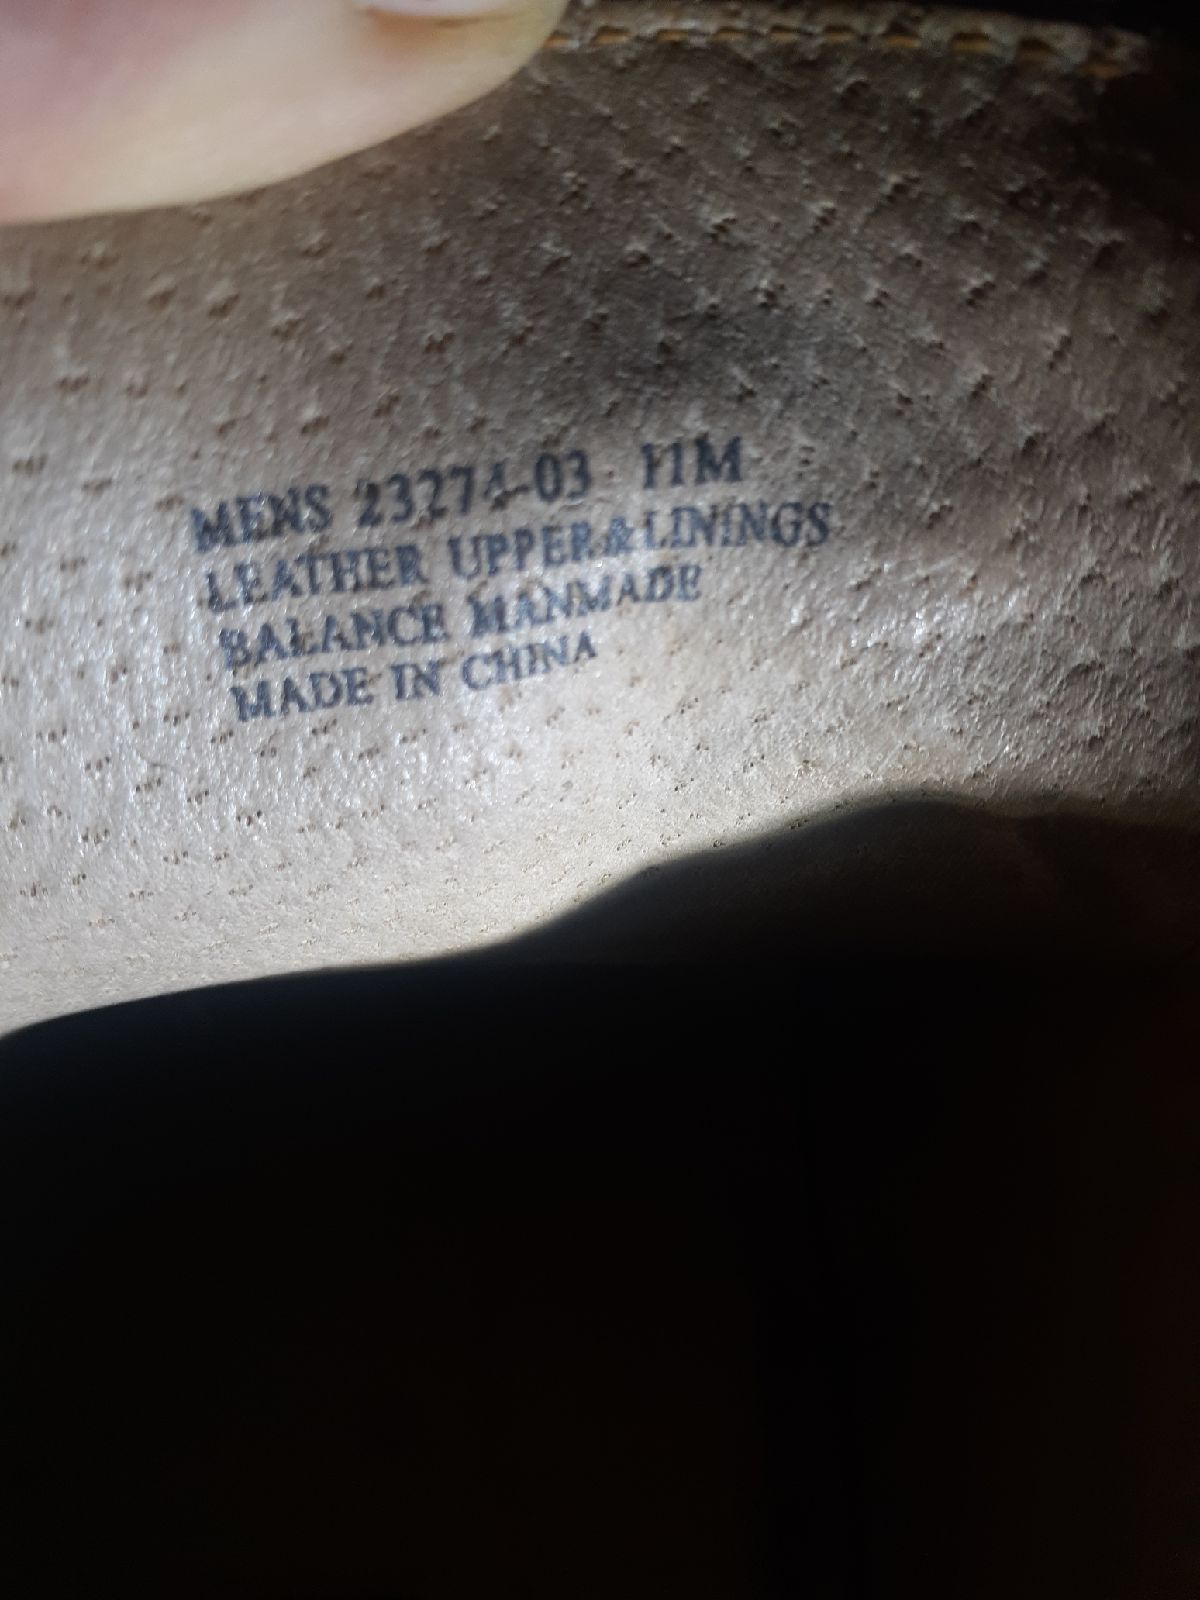 MENS 23274-03 11M
LEATHER UPPER&LININGS
BALANCE MANMADE
MADE IN CHINA